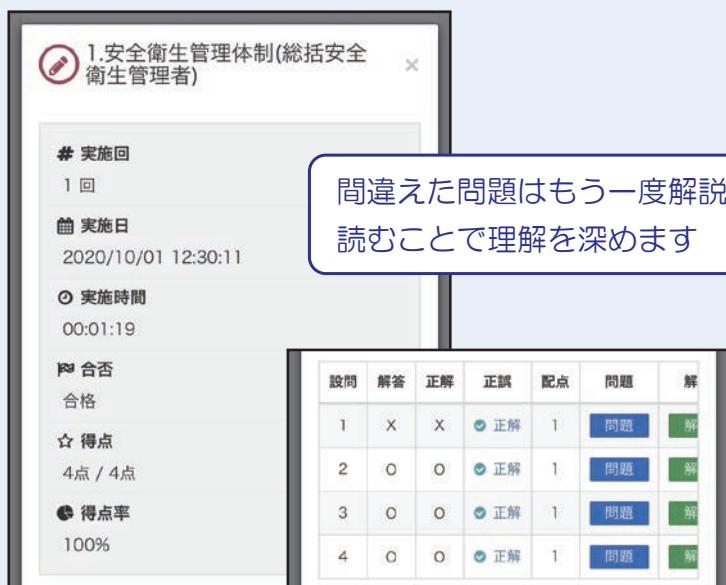 1.安全衛生管理体制(総括安全
衛生管理者)
×
# 実施回
1 回
実施日
2020/10/01 12:30:11
実施時間
00:01:19
合否
合格
得点
4点 / 4点
得点率
100%
間違えた問題はもう一度解説
読むことで理解を深めます
設問 解答 正解 正誤 配点 問題 解
1 X X 正解 1 問題 解
2 O O 正解 1 問題 解
3 O O 正解 1 問題 解
4 O O 正解 1 問題 解